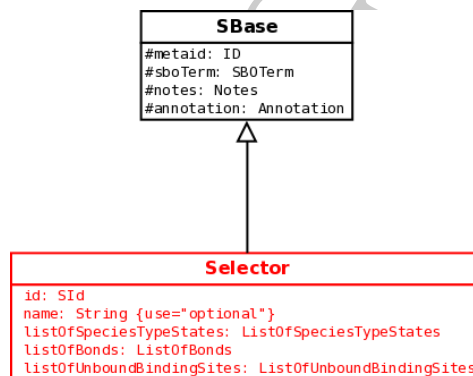 SBase
#metaid: ID
#sboTerm: SBOTerm
#notes: Notes
#annotation: Annotation
Selector
id: SId
name: String {use="optional"}
listOfSpeciesTypeStates: ListOfSpeciesTypeStates
listOfBonds: ListOfBonds
listOfUnboundBindingSites: ListOfUnboundBindingSites